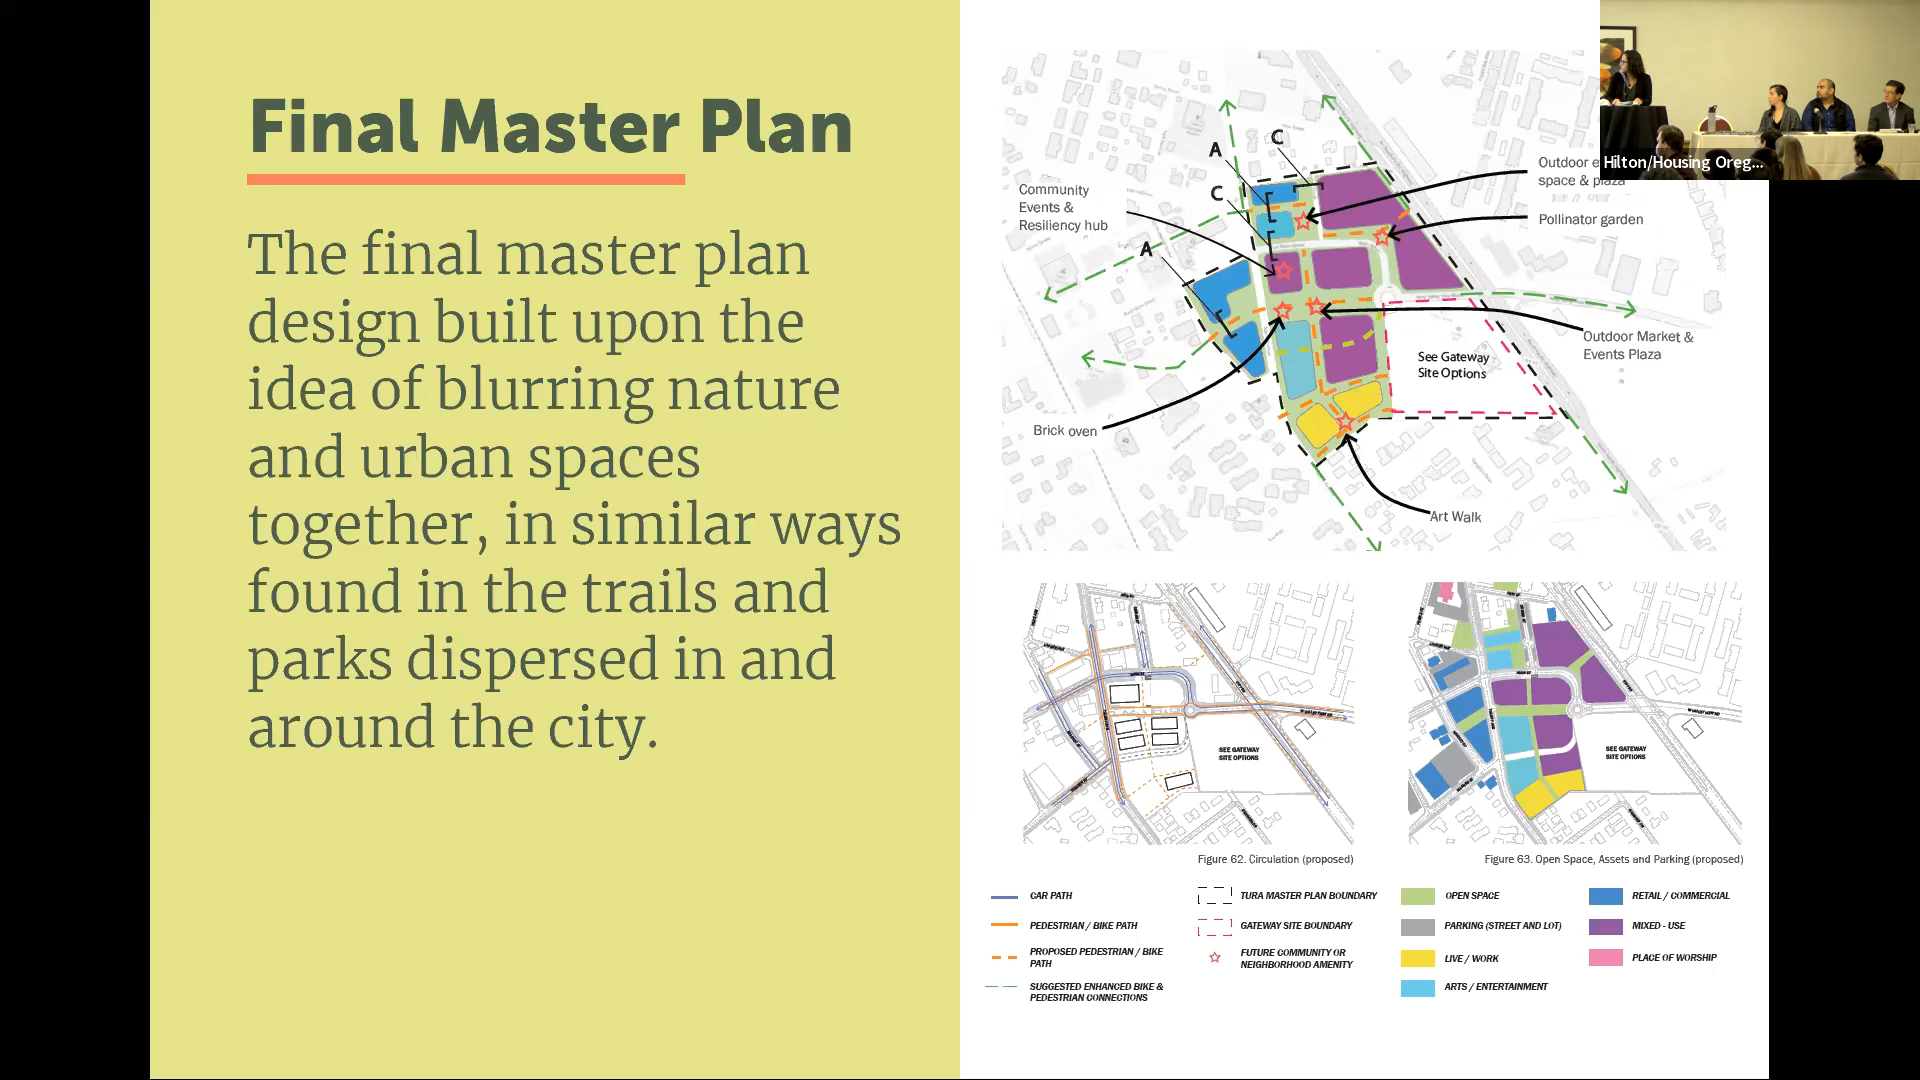 Final Master Plan
The final master plan
design built upon the
idea of blurring nature
and urban spaces
together, in similar ways
found in the trails and
parks dispersed in and
around the city.
Hilton/Housing Oreg...
A
C
C
A
Community
Events &
Resiliency hub
Outdoor e
space & plaza
Pollinator garden
Outdoor Market &
Events Plaza
See Gateway
Site Options
Brick oven
Art Walk
SEE GATEWAY
SITE OPTIONS
Figure 62. Circulation (proposed)
SEE GATEWAY
SITE OPTIONS
Figure 63. Open Space, Assets and Parking (proposed)
CAR PATH
PEDESTRIAN / BIKE PATH
PROPOSED PEDESTRIAN / BIKE
PATH
SUGGESTED ENHANCED BIKE &
PEDESTRIAN CONNECTIONS
TURA MASTER PLAN BOUNDARY
GATEWAY SITE BOUNDARY
FUTURE COMMUNITY OR
NEIGHBORHOOD AMENITY
OPEN SPACE
PARKING (STREET AND LOT)
LIVE / WORK
ARTS / ENTERTAINMENT
RETAIL / COMMERCIAL
MIXED - USE
PLACE OF WORSHIP